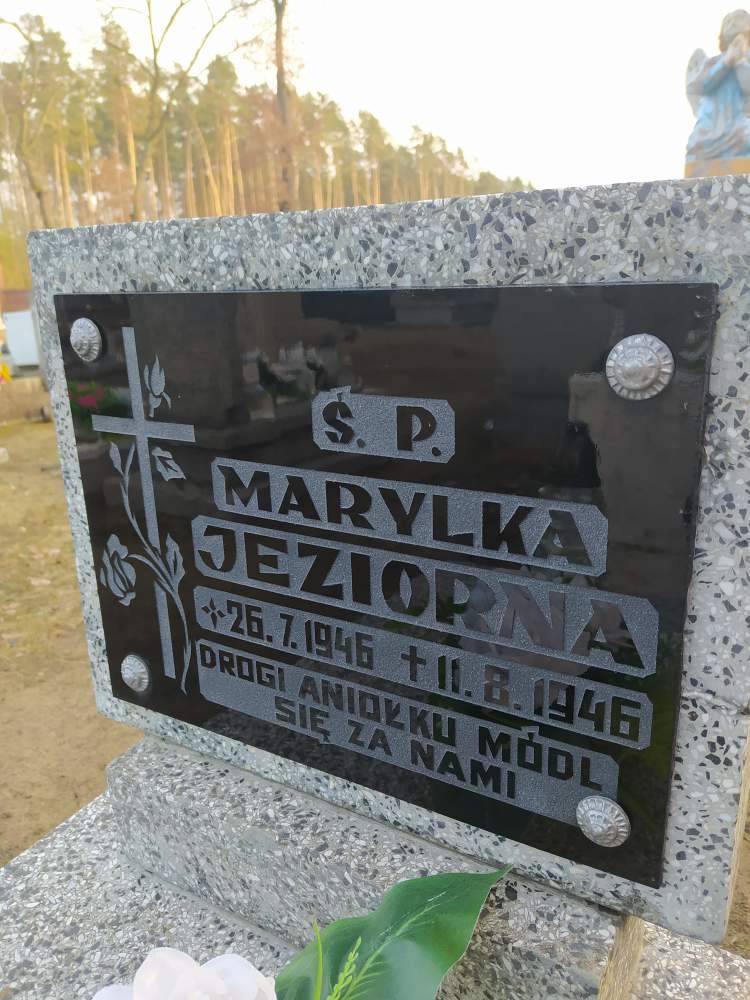 Ś. P.
MARYLKA
JEZIORNA
26. 7. 1946 † 11. 8. 1946
DROGI ANIOŁKU MÓDL
SIĘ ZA NAMI